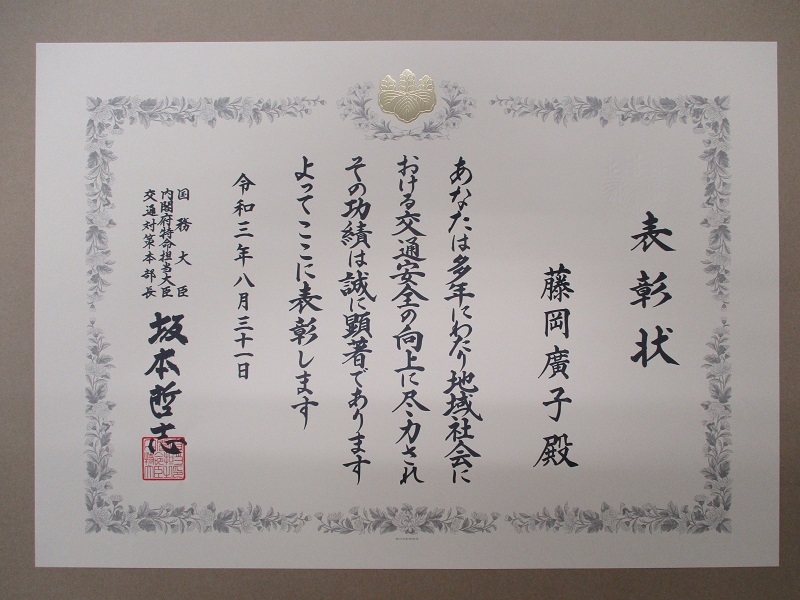 表彰状
藤岡廣子殿
あなたは多年にわたり地域社会に
おける交通安全の向上に尽力され
その功績は誠に顕著であります
よってここに表彰します
令和三年八月三十一日
国務大臣
内閣府特命担当大臣
交通対策本部長
坂本哲志